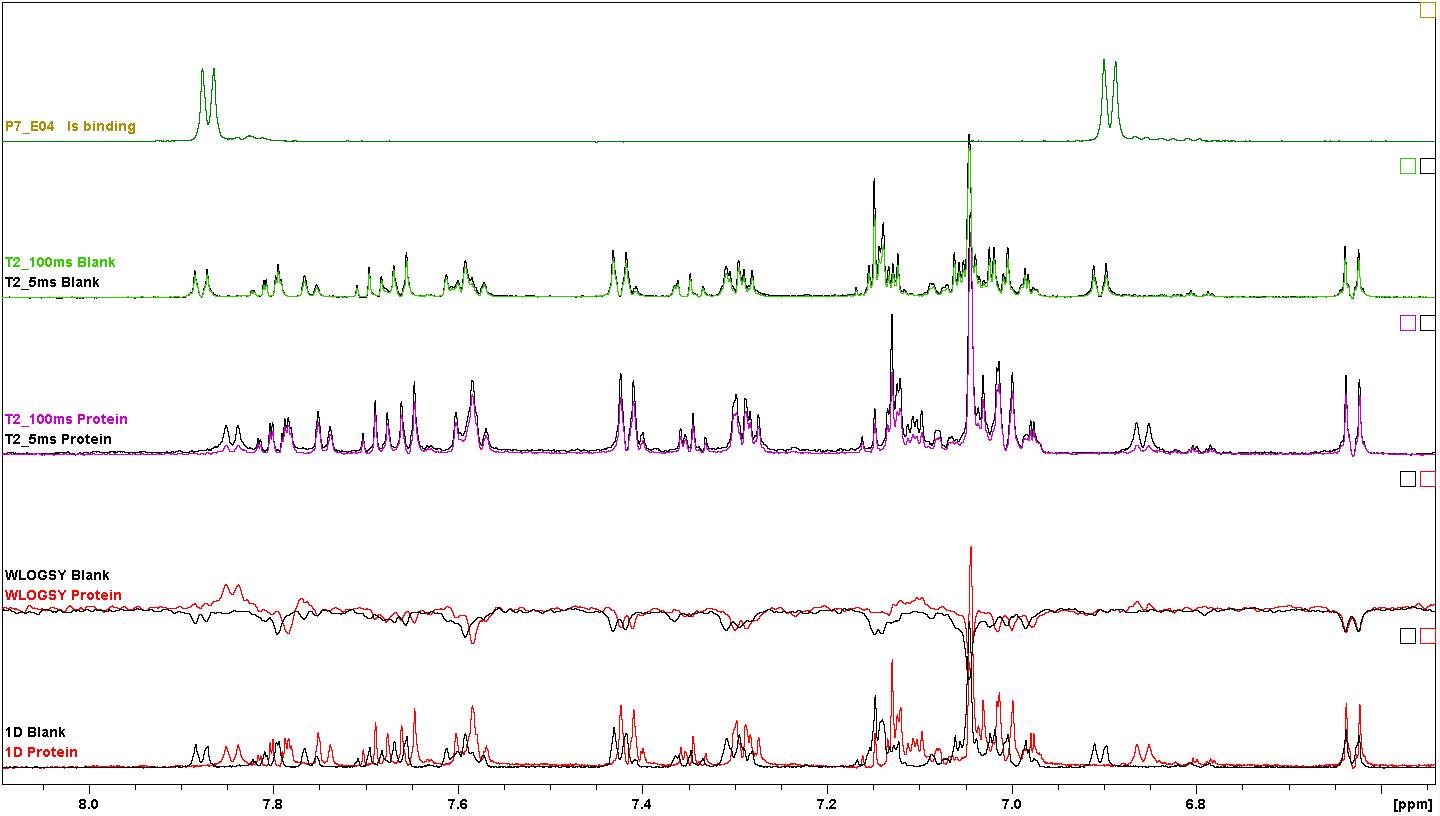 P7_E04 Is binding
T2_100ms Blank
T2_5ms Blank
T2_100ms Protein
T2_5ms Protein
WLOGSY Blank
WLOGSY Protein
1D Blank
1D Protein
8.0 7.8 7.6 7.4 7.2 7.0 6.8 [ppm]